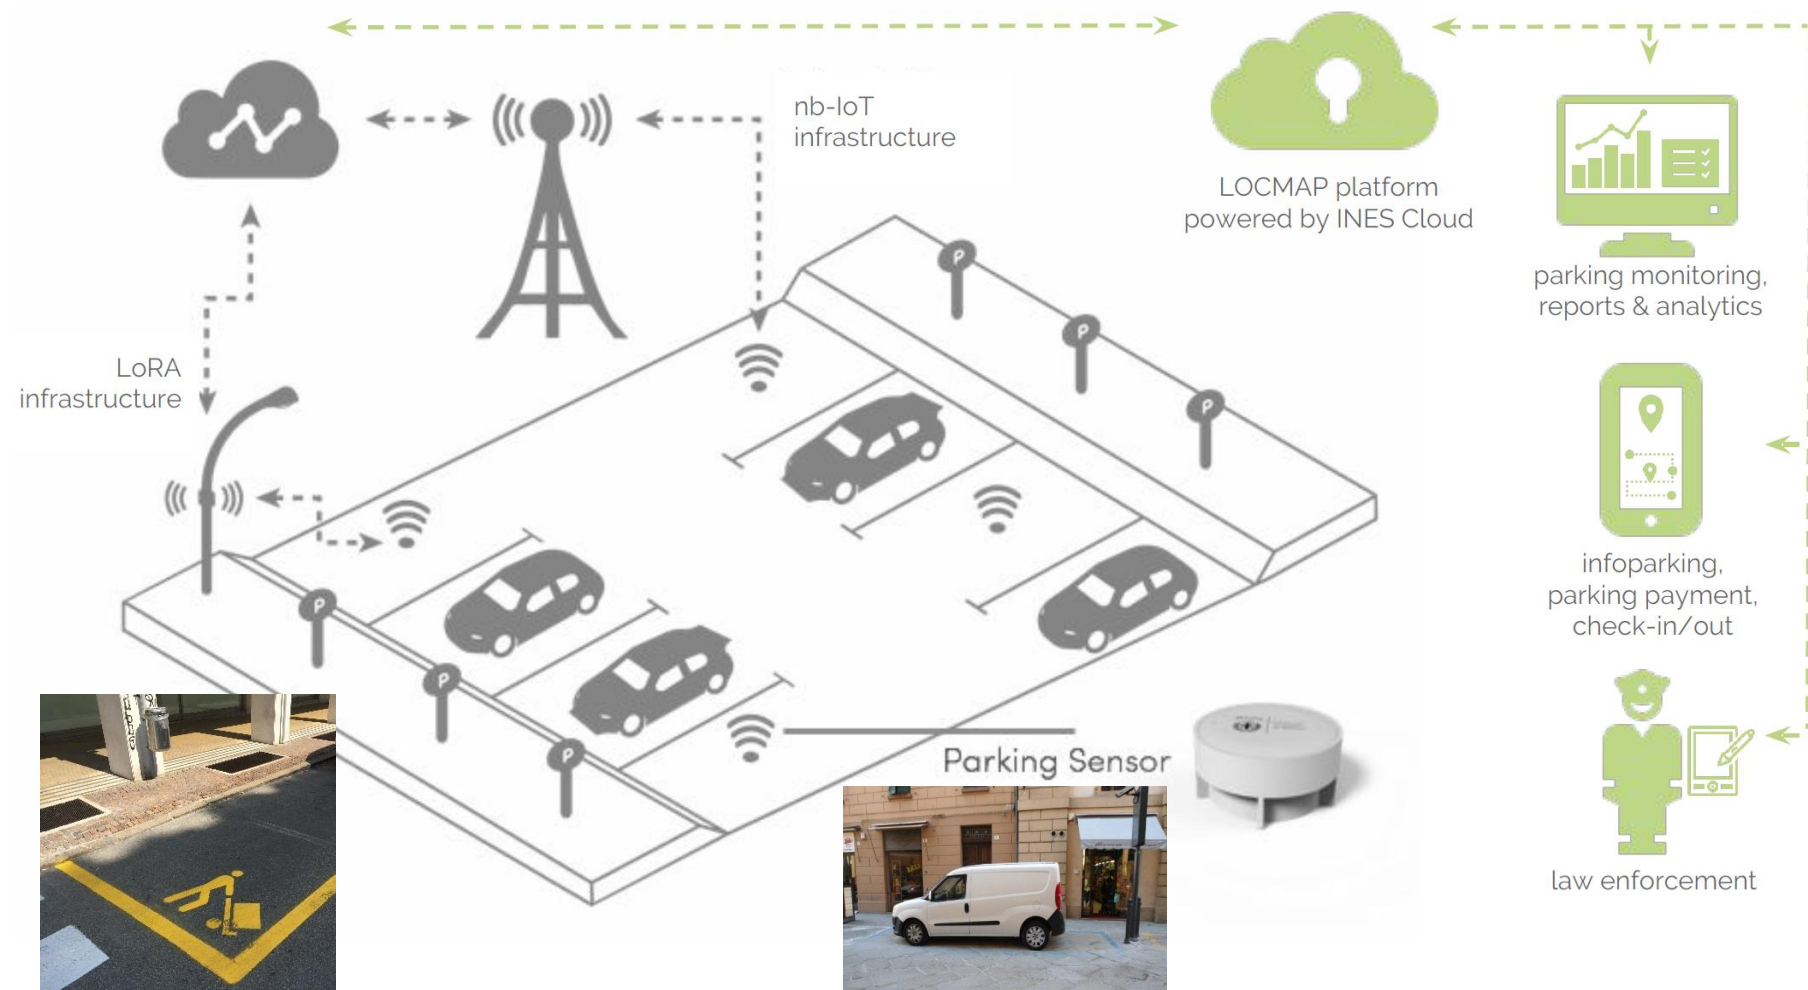 nb-IoT
infrastructure
LOCMAP platform
powered by INES Cloud
parking monitoring,
reports & analytics
LoRA
infrastructure
P
P
P
infoparking,
parking payment,
check-in/out
P
P
P
Parking Sensor
law enforcement